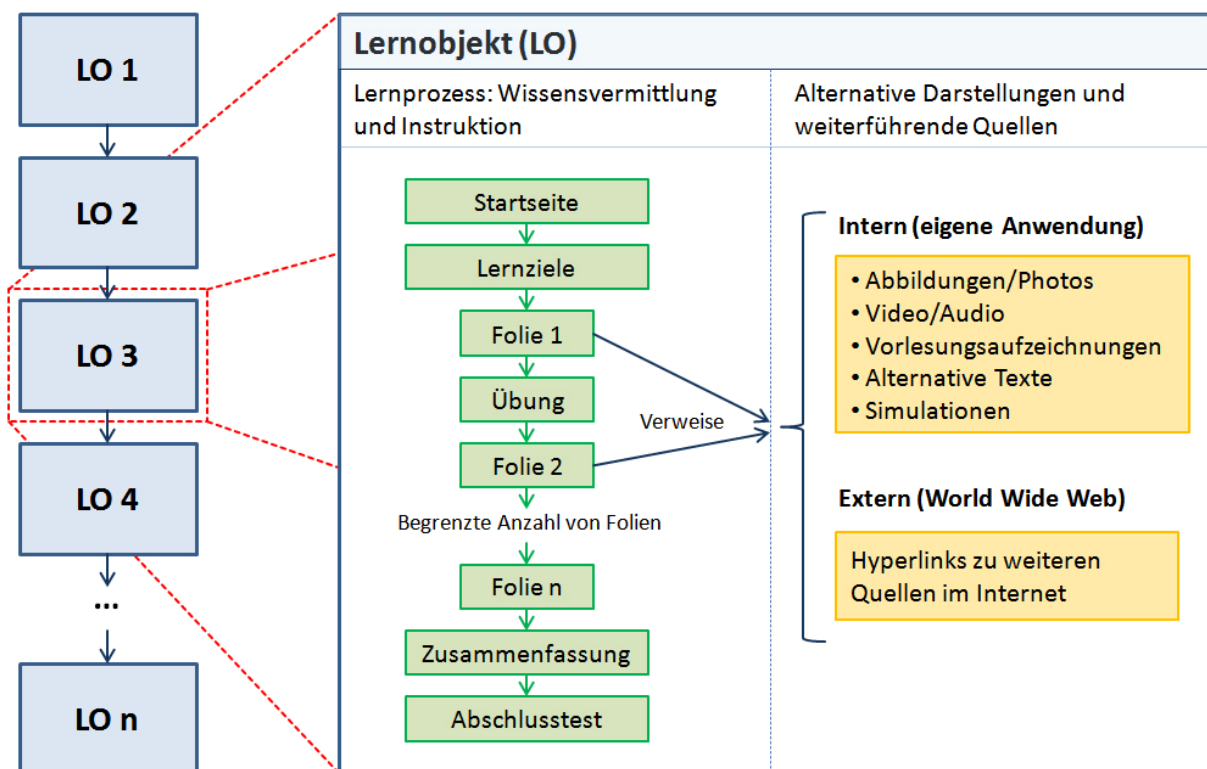 LO 1
LO 2
LO 3
LO 4
...
LO n
Lernobjekt (LO)
Lernprozess: Wissensvermittlung
und Instruktion
Startseite
Lernziele
Folie 1
Übung
Folie 2
Begrenzte Anzahl von Folien
Folie n
Zusammenfassung
Abschlusstest
Verweise
Alternative Darstellungen und
weiterführende Quellen
Intern (eigene Anwendung)
• Abbildungen/Photos
• Video/Audio
• Vorlesungsaufzeichnungen
• Alternative Texte
• Simulationen
Extern (World Wide Web)
Hyperlinks zu weiteren
Quellen im Internet